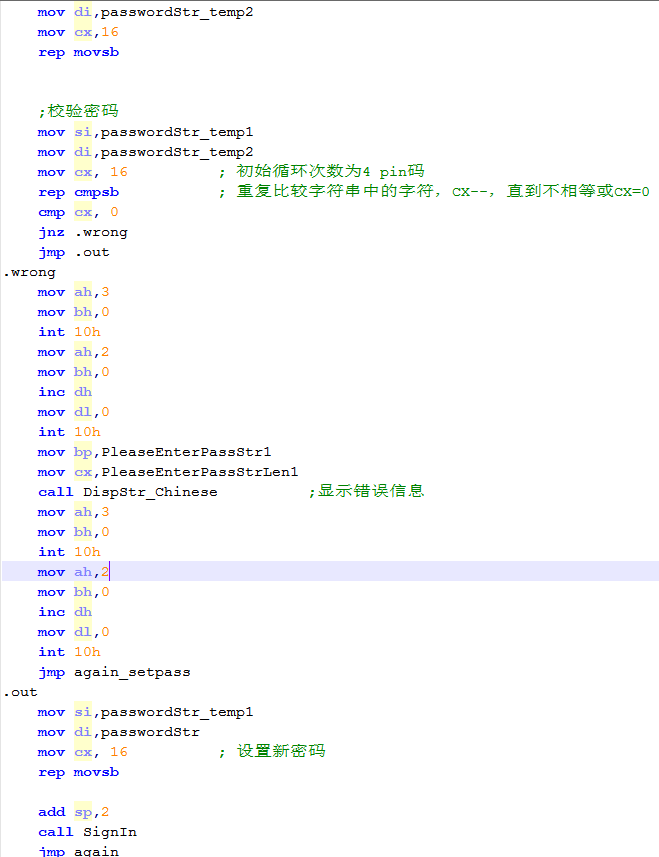 mov di,passwordStr_temp2
mov cx,16
rep movsb
;校验密码
mov si,passwordStr_temp1
mov di,passwordStr_temp2
mov cx, 16 ; 初始循环次数为4 pin码
rep cmpsb ; 重复比较字符串中的字符，CX--，直到不相等或CX=0
cmp cx, 0
jnz .wrong
jmp .out
.wrong
mov ah,3
mov bh,0
int 10h
mov ah,2
mov bh,0
inc dh
mov dl,0
int 10h
mov bp,PleaseEnterPassStr1
mov cx,PleaseEnterPassStrLen1
call DispStr_Chinese ;显示错误信息
mov ah,3
mov bh,0
int 10h
mov ah,2
mov bh,0
inc dh
mov dl,0
int 10h
jmp again_setpass
.out
mov si,passwordStr_temp1
mov di,passwordStr
mov cx, 16 ; 设置新密码
rep movsb
add sp,2
call SignIn
jmp again